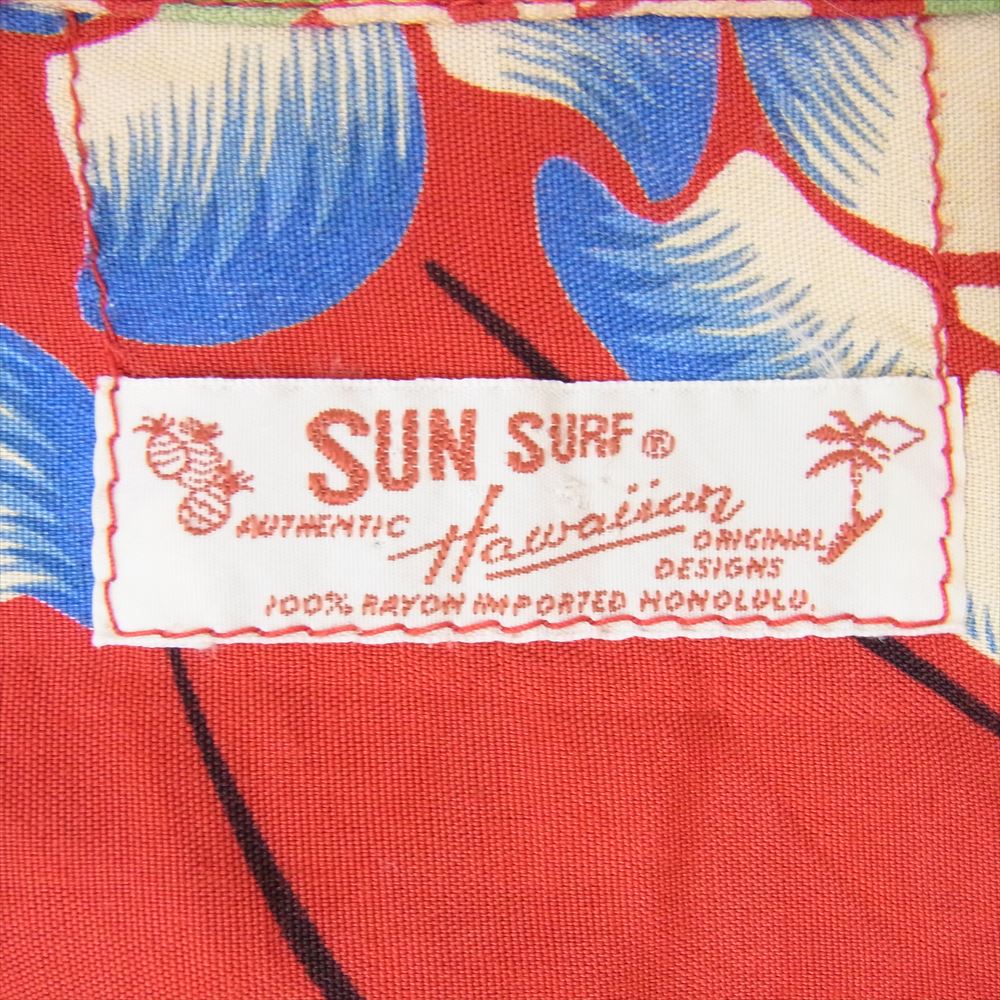 SUN SURF®
AUTHENTIC Hawaiian ORIGINAL
DESIGNS
100% RAYON IMPORTED HONOLULU.